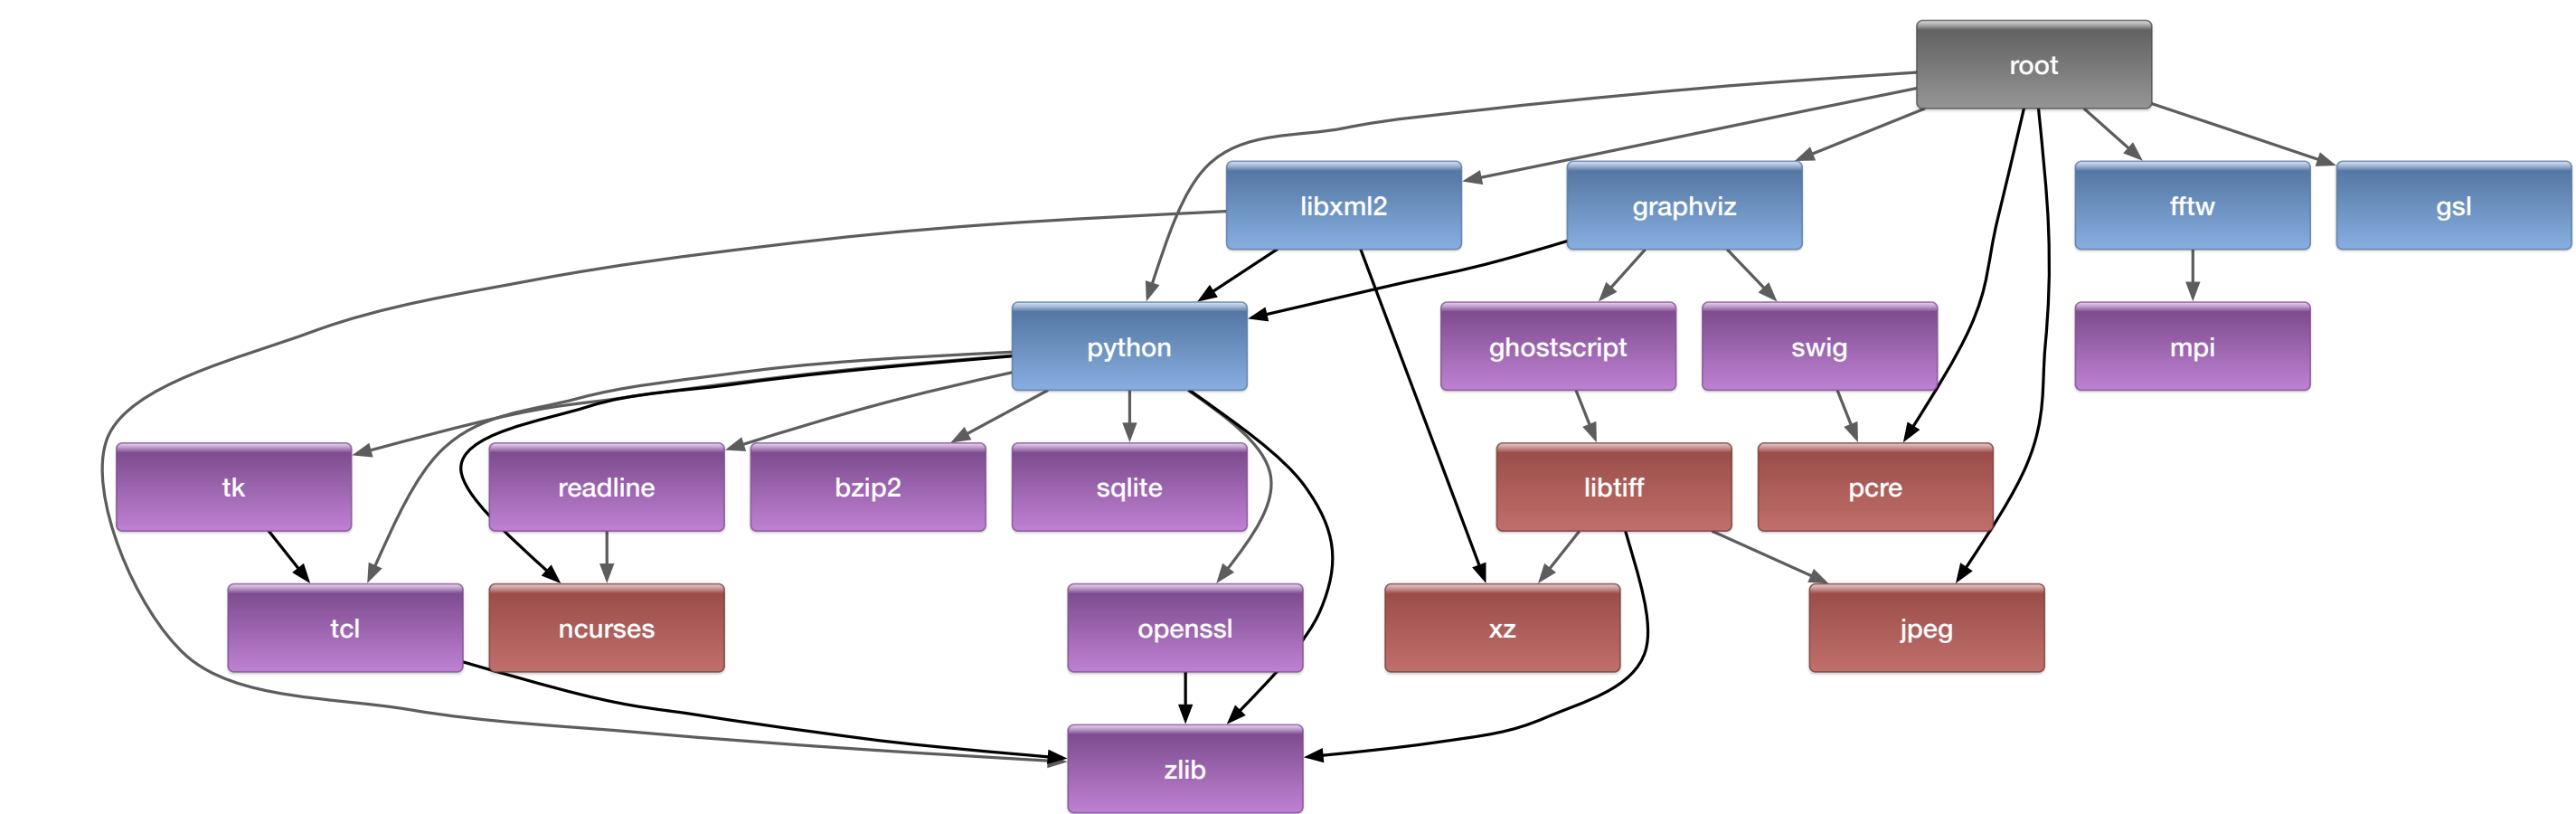 root
libxml2
graphviz
fftw
gsl
python
ghostscript
swig
mpi
tk
readline
bzip2
sqlite
libtiff
pcre
tcl
ncurses
openssl
xz
jpeg
zlib